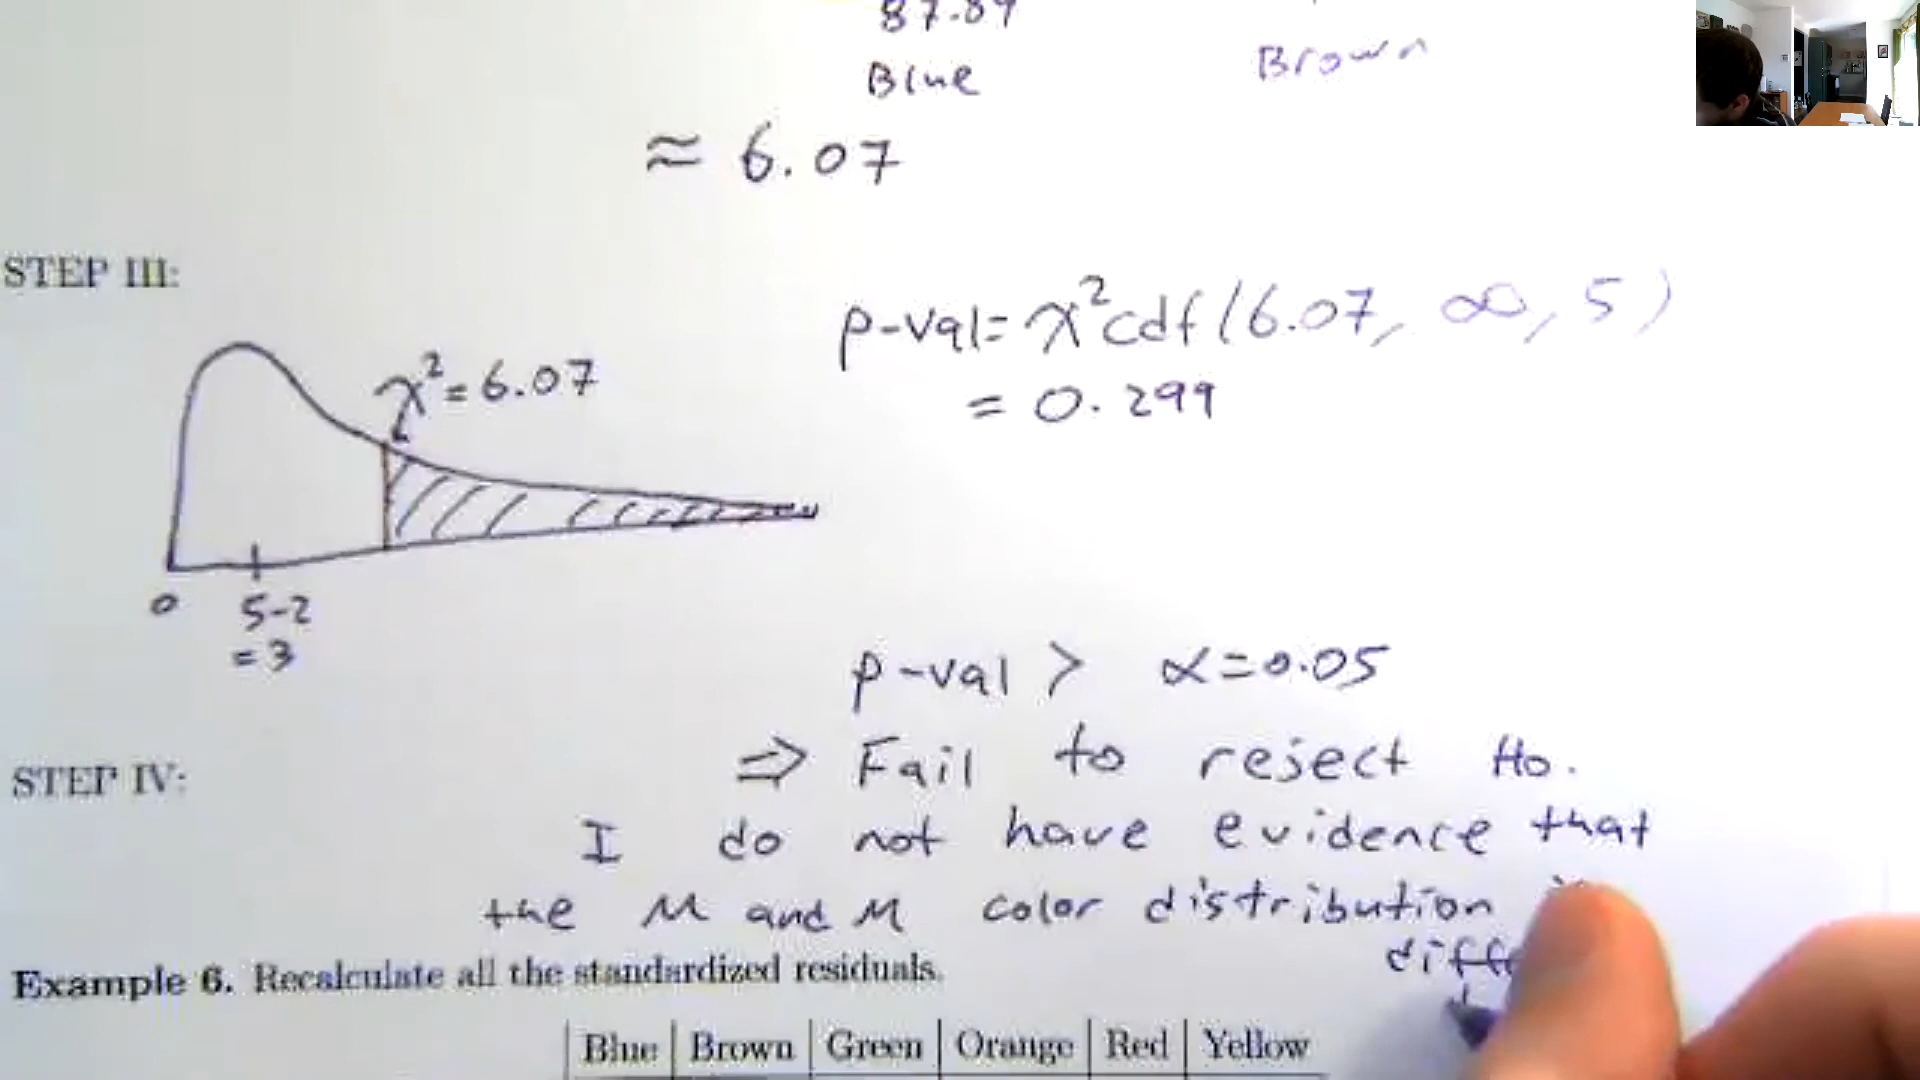 87.89
Blue
Brown
≈ 6.07
STEP III:
p-val = χ²cdf(6.07, ∞, 5)
= 0.299
χ² = 6.07
0
5-2
= 3
p-val > α = 0.05
⇒ Fail to reject Ho.
STEP IV:
I do not have evidence that
the M and M color distribution
Example 6. Recalculate all the standardized residuals.
Blue Brown Green Orange Red Yellow